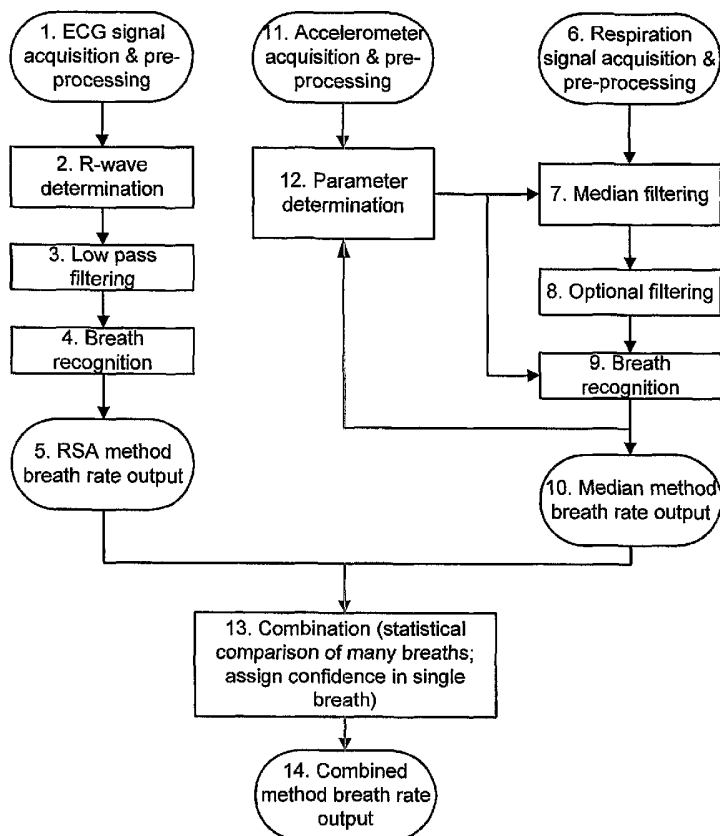 1. ECG signal
acquisition & pre-
processing
11. Accelerometer
acquisition & pre-
processing
6. Respiration
signal acquisition &
pre-processing
2. R-wave
determination
12. Parameter
determination
7. Median filtering
3. Low pass
filtering
8. Optional filtering
4. Breath
recognition
9. Breath
recognition
5. RSA method
breath rate output
10. Median method
breath rate output
13. Combination (statistical
comparison of many breaths;
assign confidence in single
breath)
14. Combined
method breath rate
output